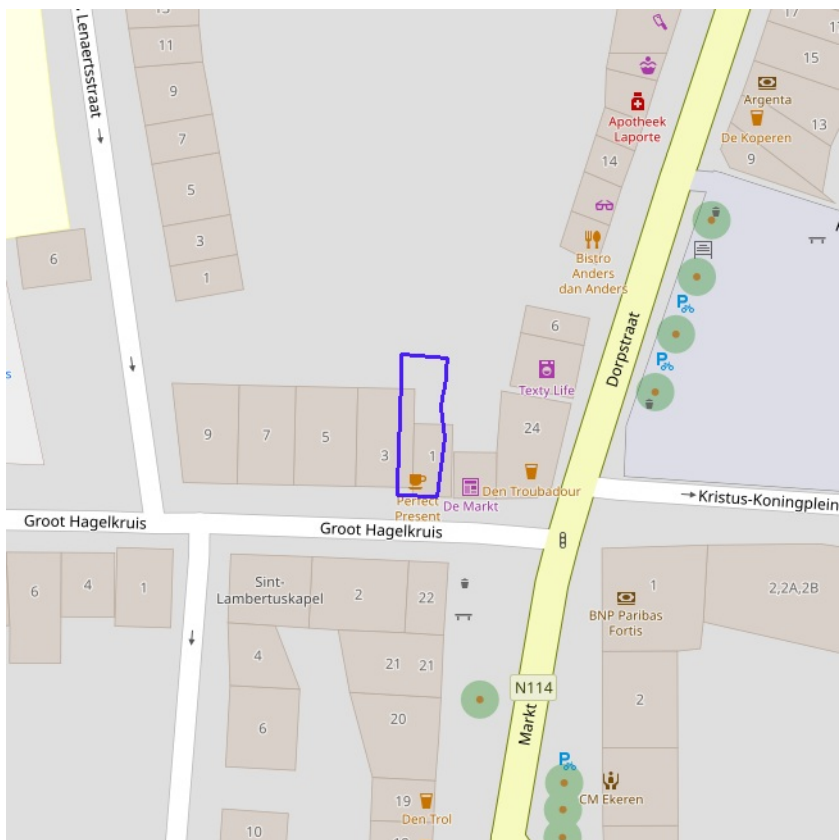 Lenaertsstraat
11
9
7
5
3
1
6
17
15
Argenta
De Koperen
13
9
Apotheek
Laporte
14
Bistro
Anders
dan Anders
6
Texty Life
Dorpstraat
24
Den Troubadour
9
7
5
3
1
Perfect
Present
De Markt
Kristus-Koningplein
Groot Hagelkruis
Groot Hagelkruis
6
4
1
Sint-
Lambertuskapel
2
22
4
21
21
6
20
19
Den Trol
10
N114
Markt
1
BNP Paribas
Fortis
2,2A,2B
2
CM Ekeren